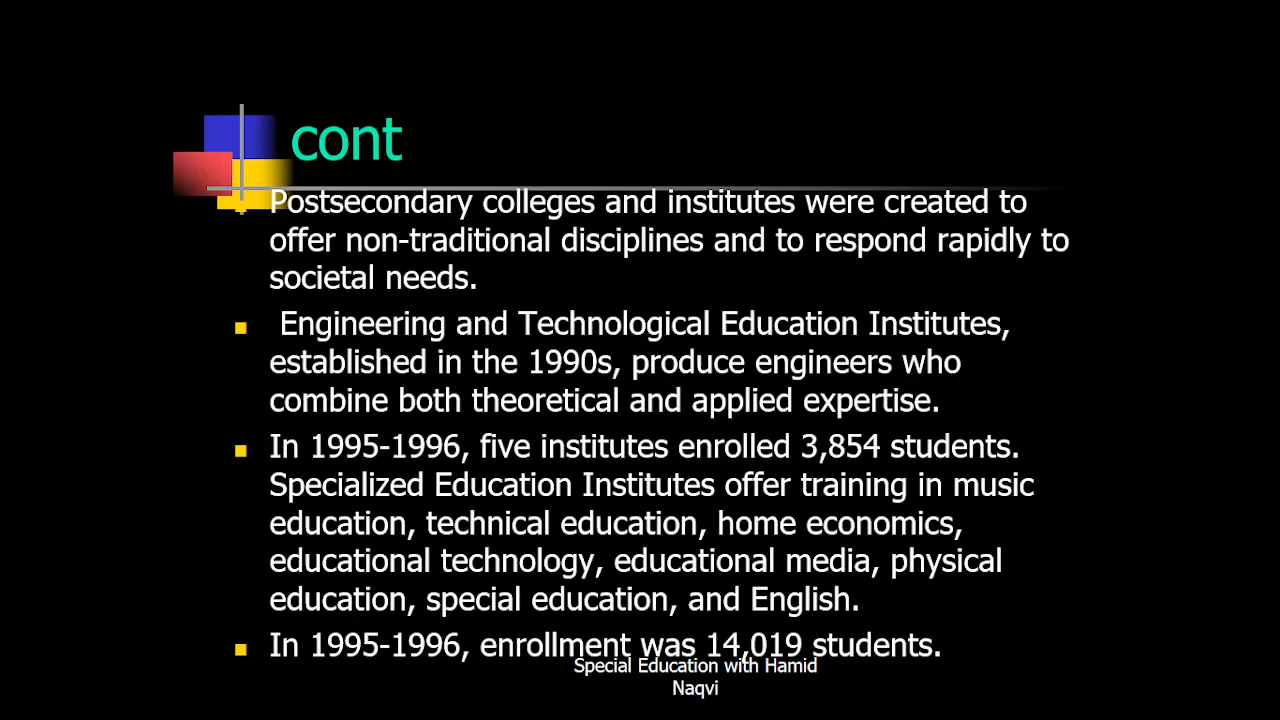 cont
Postsecondary colleges and institutes were created to
offer non-traditional disciplines and to respond rapidly to
societal needs.
Engineering and Technological Education Institutes,
established in the 1990s, produce engineers who
combine both theoretical and applied expertise.
In 1995-1996, five institutes enrolled 3,854 students.
Specialized Education Institutes offer training in music
education, technical education, home economics,
educational technology, educational media, physical
education, special education, and English.
In 1995-1996, enrollment was 14,019 students.
Special Education with Hamid
Naqvi